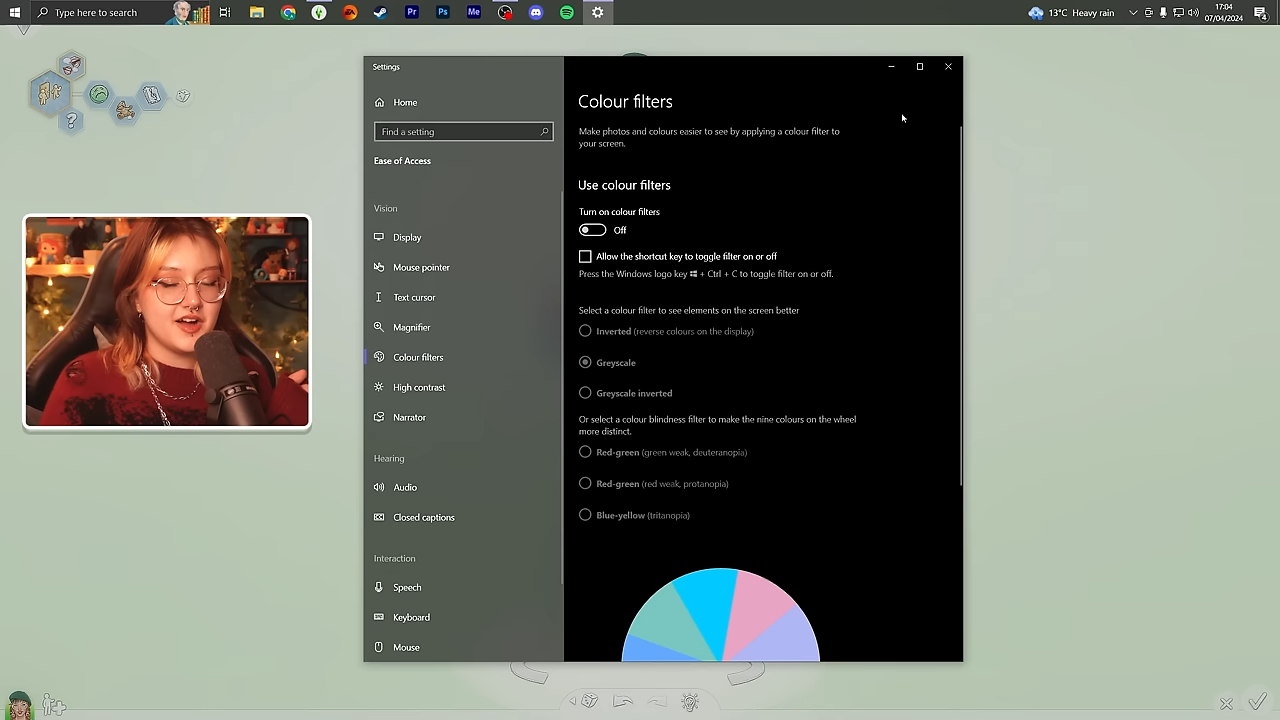 Type here to search
Pr
Ps
Me
13°C Heavy rain
17:04
07/04/2024
Settings
Home
Find a setting
Ease of Access
Vision
Display
Mouse pointer
Text cursor
Magnifier
Colour filters
High contrast
Narrator
Hearing
Audio
Closed captions
Interaction
Speech
Keyboard
Mouse
Colour filters
Make photos and colours easier to see by applying a colour filter to
your screen.
Use colour filters
Turn on colour filters
Off
Allow the shortcut key to toggle filter on or off
Press the Windows logo key + Ctrl + C to toggle filter on or off.
Select a colour filter to see elements on the screen better
Inverted (reverse colours on the display)
Greyscale
Greyscale inverted
Or select a colour blindness filter to make the nine colours on the wheel
more distinct.
Red-green (green weak, deuteranopia)
Red-green (red weak, protanopia)
Blue-yellow (tritanopia)